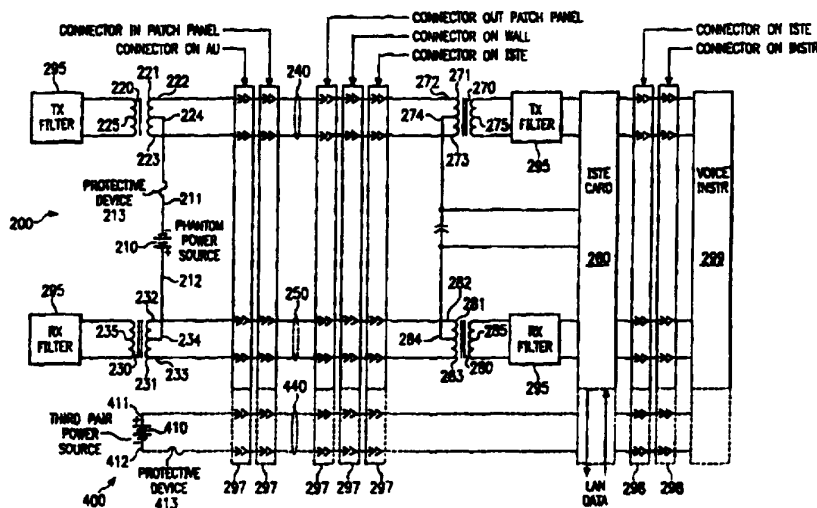 CONNECTOR IN PATCH PANEL
CONNECTOR ON AU
CONNECTOR OUT PATCH PANEL
CONNECTOR ON WALL
CONNECTOR ON ISTE
CONNECTOR ON ISTE
CONNECTOR ON INSTR
295
220
221
222
240
272
271
270
TX
FILTER
225
224
223
274
273
275
TX
FILTER
295
PROTECTIVE
DEVICE
213
211
200
210
PHANTOM
POWER
SOURCE
212
ISTE
CARD
VOICE
INSTR
299
295
232
250
282
281
RX
FILTER
235
234
230
231
233
284
285
283
280
RX
FILTER
295
411
440
THIRD PAIR
POWER
SOURCE
410
412
400
PROTECTIVE
DEVICE
413
297
297
297
297
297
LAN
DATA
298
298